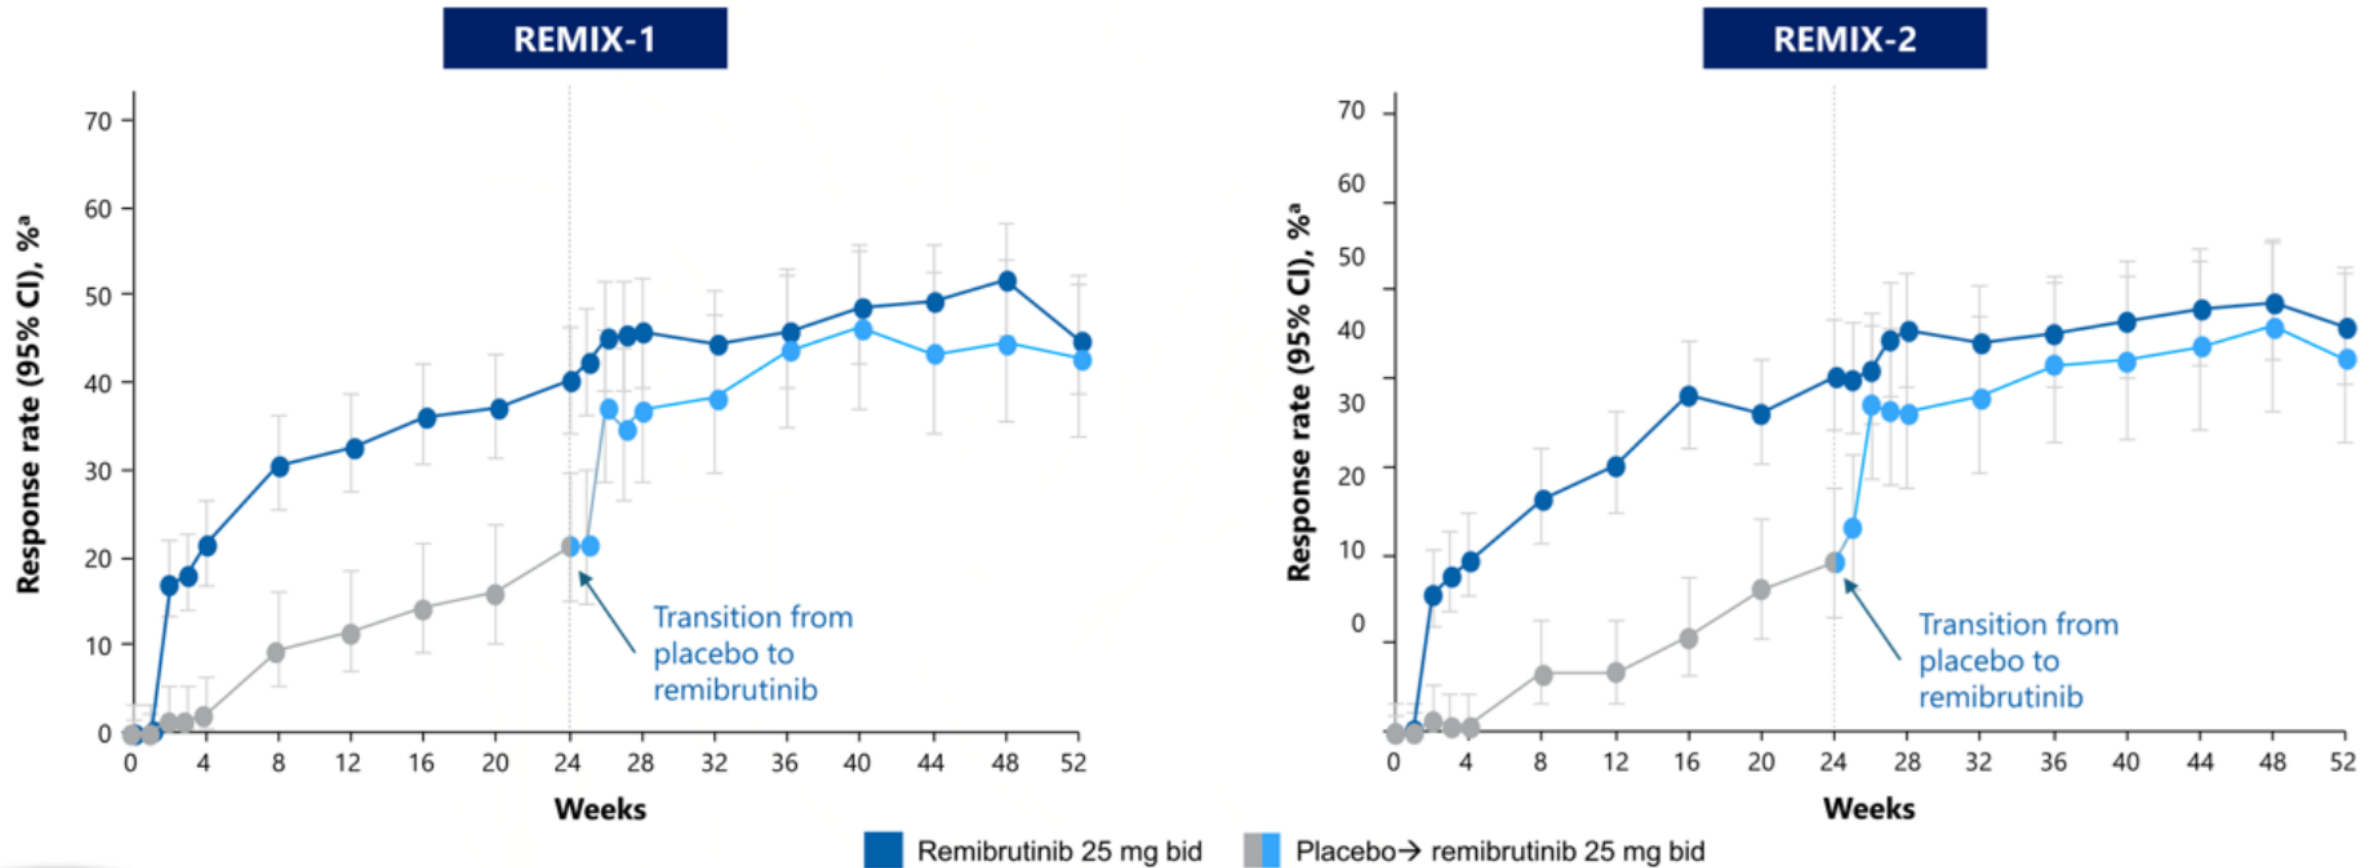 REMIX-1
Response rate (95% CI), %ᵃ
70
60
50
40
30
20
10
0
0 4 8 12 16 20 24 28 32 36 40 44 48 52
Weeks
Transition from
placebo to
remibrutinib
REMIX-2
Response rate (95% CI), %ᵃ
70
60
50
40
30
20
10
0
0 4 8 12 16 20 24 28 32 36 40 44 48 52
Weeks
Transition from
placebo to
remibrutinib
Remibrutinib 25 mg bid
Placebo→ remibrutinib 25 mg bid